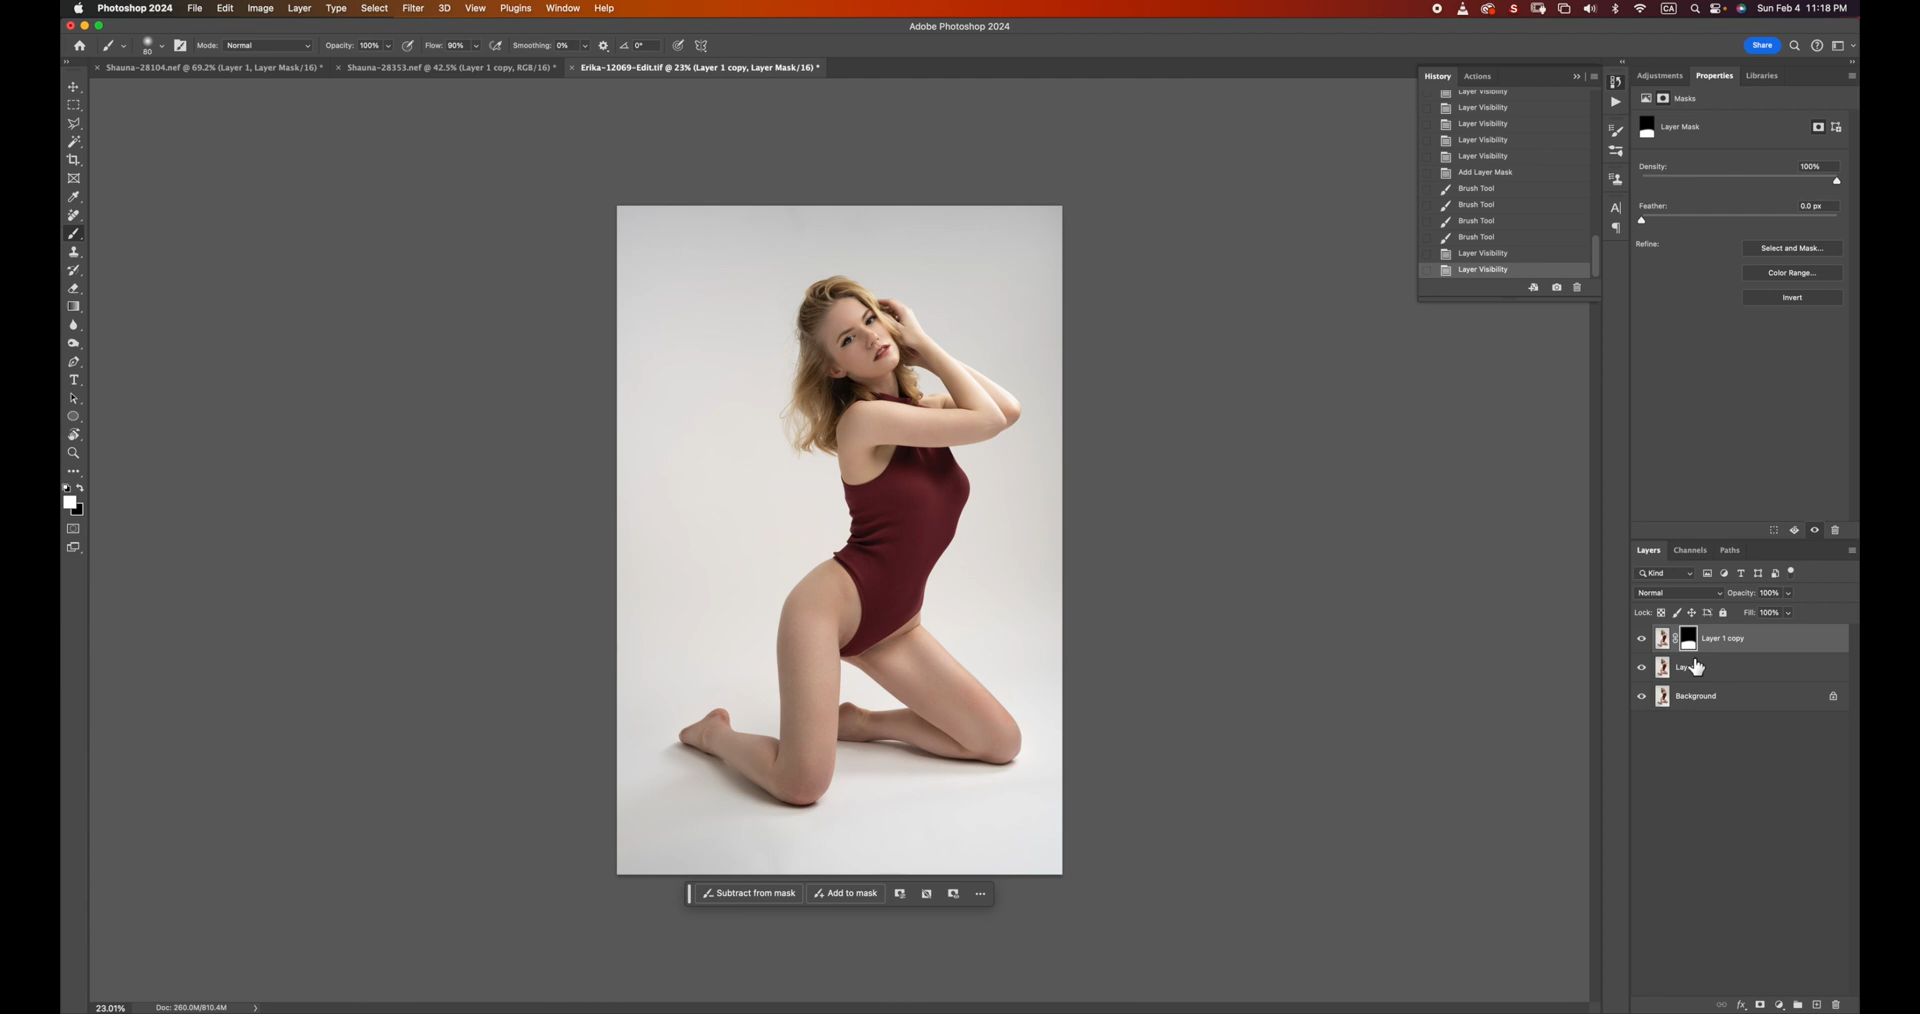 Photoshop 2024 File Edit Image Layer Type Select Filter 3D View Plugins Window Help S CA Sun Feb 4 11:18 PM
Adobe Photoshop 2024
80 Mode: Normal Opacity: 100% Flow: 90% Smoothing: 0% 0° Share
× Shauna-28104.nef @ 69.2% (Layer 1, Layer Mask/16) * × Shauna-28353.nef @ 42.5% (Layer 1 copy, RGB/16) * × Erika-12069-Edit.tif @ 23% (Layer 1 copy, Layer Mask/16) *
History Actions
Layer Visibility
Layer Visibility
Layer Visibility
Layer Visibility
Layer Visibility
Add Layer Mask
Brush Tool
Brush Tool
Brush Tool
Brush Tool
Layer Visibility
Layer Visibility
Adjustments Properties Libraries
Masks
Layer Mask
Density: 100%
Feather: 0.0 px
Refine: Select and Mask...
Color Range...
Invert
Layers Channels Paths
Kind
Normal Opacity: 100%
Lock: Fill: 100%
Layer 1 copy
Background
Subtract from mask Add to mask
23.01% Doc: 260.0M/810.4M